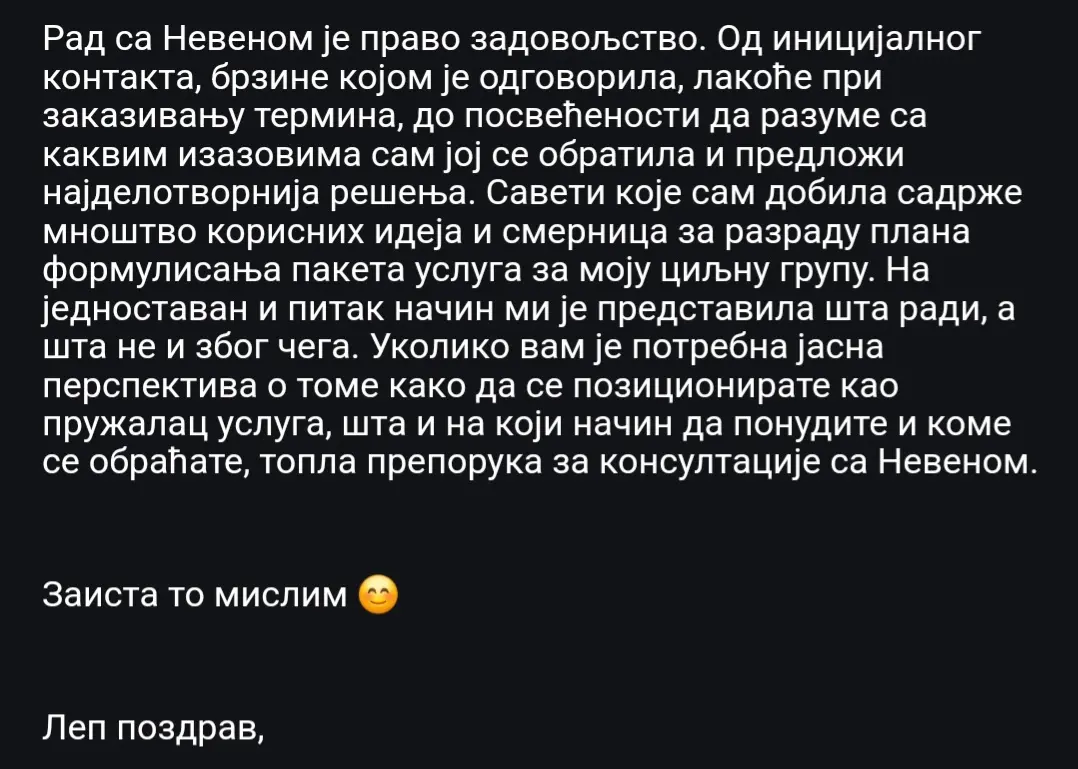 Рад са Невеном је право задовољство. Од иницијалног
контакта, брзине којом је одговорила, лакоће при
заказивању термина, до посвећености да разуме са
каквим изазовима сам јој се обратила и предложи
најделотворнија решења. Савети које сам добила садрже
мноштво корисних идеја и смерница за разраду плана
формулисања пакета услуга за моју циљну групу. На
једноставан и питак начин ми је представила шта ради, а
шта не и због чега. Уколико вам је потребна јасна
перспектива о томе како да се позиционирате као
пружалац услуга, шта и на који начин да понудите и коме
се обраћате, топла препорука за консултације са Невеном.
Заиста то мислим 😊
Леп поздрав,